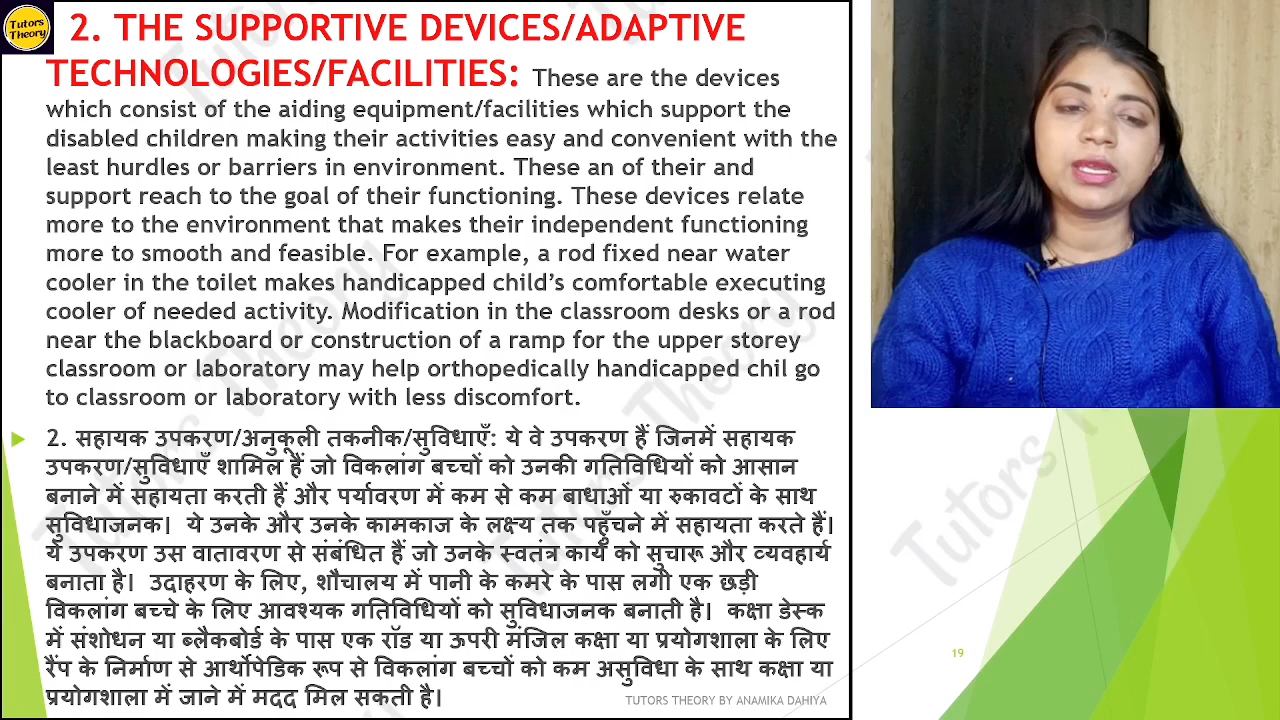 Tutors
Theory
2. THE SUPPORTIVE DEVICES/ADAPTIVE
TECHNOLOGIES/FACILITIES: These are the devices
which consist of the aiding equipment/facilities which support the
disabled children making their activities easy and convenient with the
least hurdles or barriers in environment. These an of their and
support reach to the goal of their functioning. These devices relate
more to the environment that makes their independent functioning
more to smooth and feasible. For example, a rod fixed near water
cooler in the toilet makes handicapped child’s comfortable executing
cooler of needed activity. Modification in the classroom desks or a rod
near the blackboard or construction of a ramp for the upper storey
classroom or laboratory may help orthopedically handicapped chil go
to classroom or laboratory with less discomfort.
2. सहायक उपकरण/अनुकूली तकनीक/सुविधाएँ: ये वे उपकरण हैं जिनमें सहायक
उपकरण/सुविधाएँ शामिल हैं जो विकलांग बच्चों को उनकी गतिविधियों को आसान
बनाने में सहायता करती हैं और पर्यावरण में कम से कम बाधाओं या रुकावटों के साथ
सुविधाजनक। ये उनके और उनके कामकाज के लक्ष्य तक पहुँचने में सहायता करते हैं।
ये उपकरण उस वातावरण से संबंधित हैं जो उनके स्वतंत्र कार्य को सुचारू और व्यवहार्य
बनाता है। उदाहरण के लिए, शौचालय में पानी के कमरे के पास लगी एक छड़ी
विकलांग बच्चे के लिए आवश्यक गतिविधियों को सुविधाजनक बनाती है। कक्षा डेस्क
में संशोधन या ब्लैकबोर्ड के पास एक रॉड या ऊपरी मंजिल कक्षा या प्रयोगशाला के लिए
रैंप के निर्माण से आर्थोपेडिक रूप से विकलांग बच्चों को कम असुविधा के साथ कक्षा या
प्रयोगशाला में जाने में मदद मिल सकती है।
TUTORS THEORY BY ANAMIKA DAHIYA
19
Tutors Theory